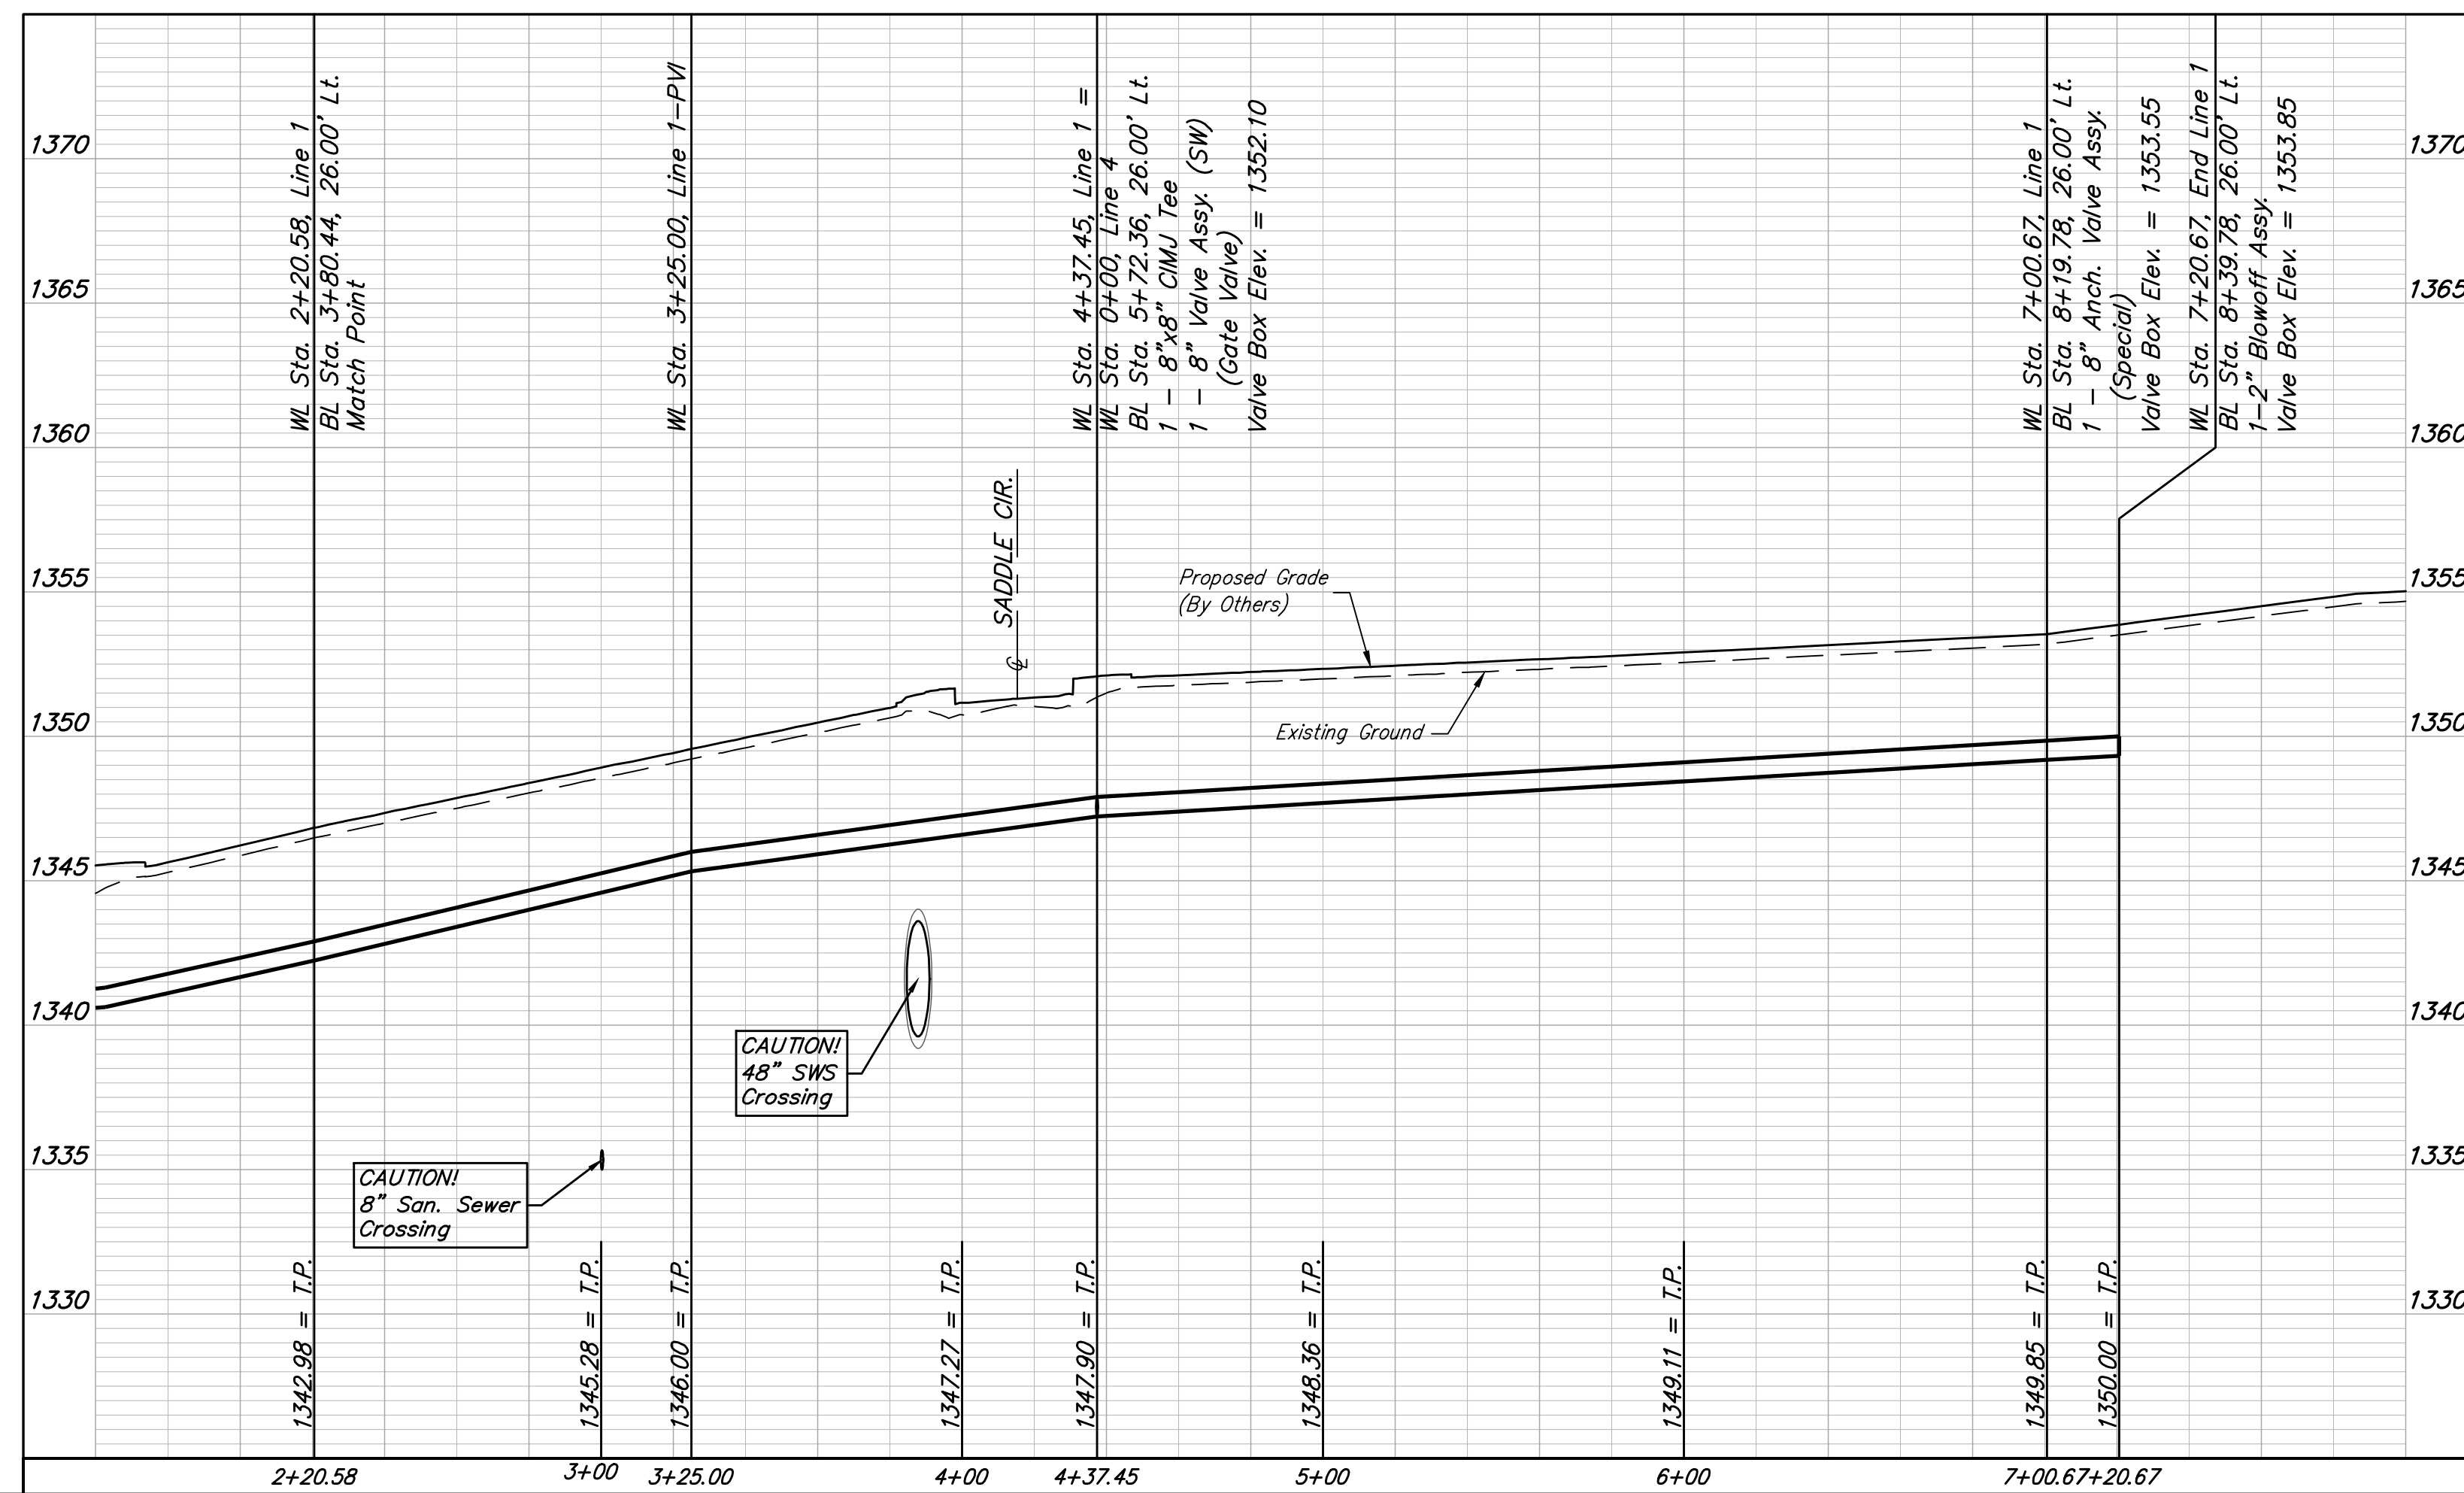 WL Sta. 2+20.58, Line 1
BL Sta. 3+80.44, 26.00' Lt.
Match Point
WL Sta. 3+25.00, Line 1-PVI
WL Sta. 4+37.45, Line 1 =
WL Sta. 0+00, Line 4
BL Sta. 5+72.36, 26.00' Lt.
1 - 8"x8" CIMJ Tee
1 - 8" Valve Assy. (SW)
(Gate Valve)
Valve Box Elev. = 1352.10
WL Sta. 7+00.67, Line 1
BL Sta. 8+19.78, 26.00' Lt.
1 - 8" Anch. Valve Assy.
(Special)
Valve Box Elev. = 1353.55
WL Sta. 7+20.67, End Line 1
BL Sta. 8+39.78, 26.00' Lt.
1-2" Blowoff Assy.
Valve Box Elev. = 1353.85
1370
1370
1365
1365
1360
1360
1355
1355
1350
1350
1345
1345
1340
1340
1335
1335
1330
1330
SADDLE CIR.
℄
Proposed Grade
(By Others)
Existing Ground
CAUTION!
48" SWS
Crossing
CAUTION!
8" San. Sewer
Crossing
1342.98 = T.P.
1345.28 = T.P.
1346.00 = T.P.
1347.27 = T.P.
1347.90 = T.P.
1348.36 = T.P.
1349.11 = T.P.
1349.85 = T.P.
1350.00 = T.P.
2+20.58
3+00
3+25.00
4+00
4+37.45
5+00
6+00
7+00.67
7+20.67